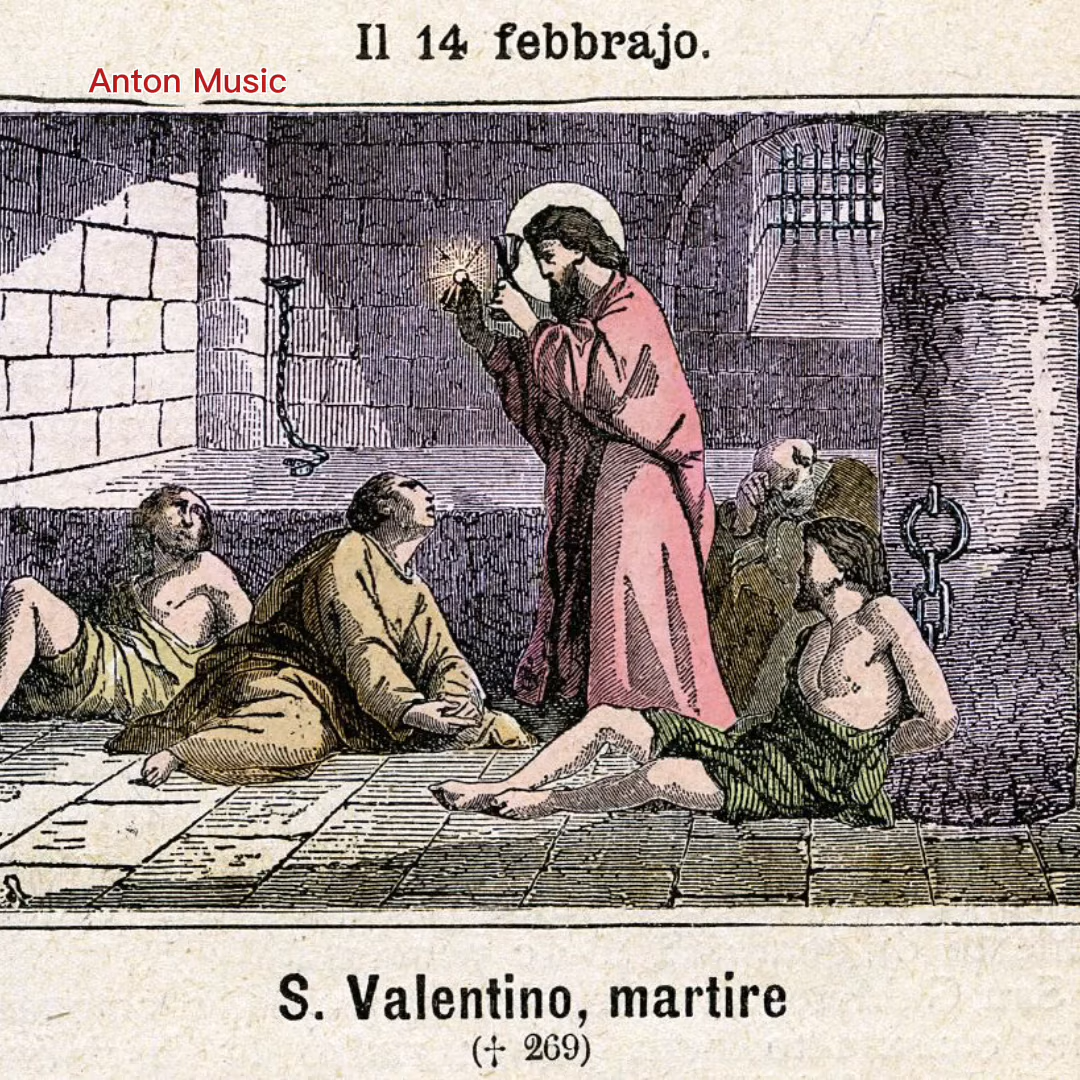 Il 14 febbrajo.
Anton Music
S. Valentino, martire
(† 269)